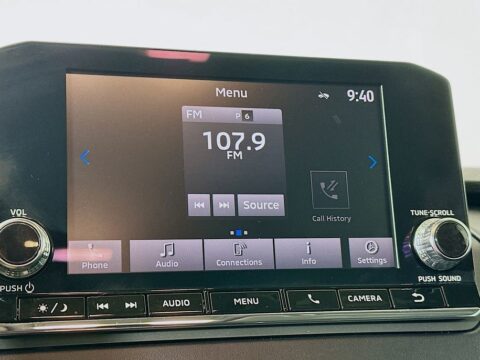 Menu
9:40
FM P 6
107.9
FM
Source
Call History
VOL
TUNE·SCROLL
Phone Audio Connections Info Settings
PUSH
PUSH SOUND
AUDIO MENU CAMERA